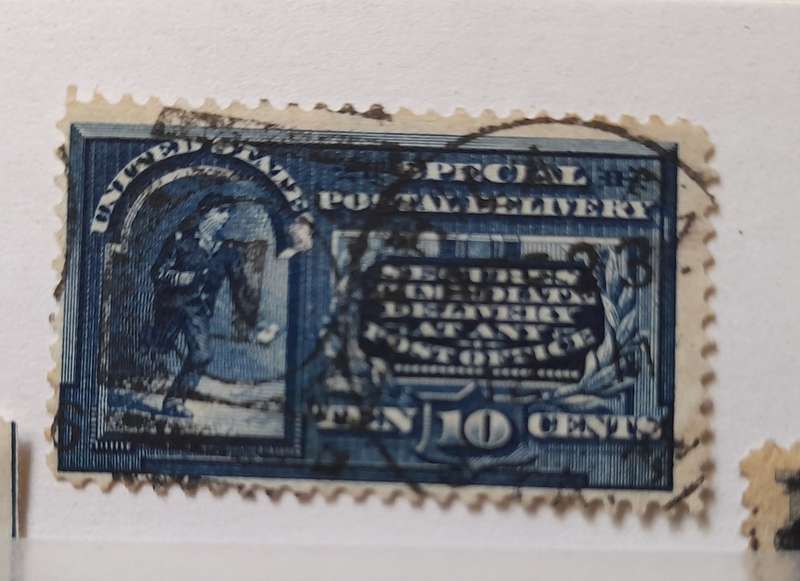 UNITED STATES
SPECIAL
POSTAL DELIVERY
SECURES
IMMEDIATE
DELIVERY
AT ANY
POST OFFICE
TEN 10 CENTS